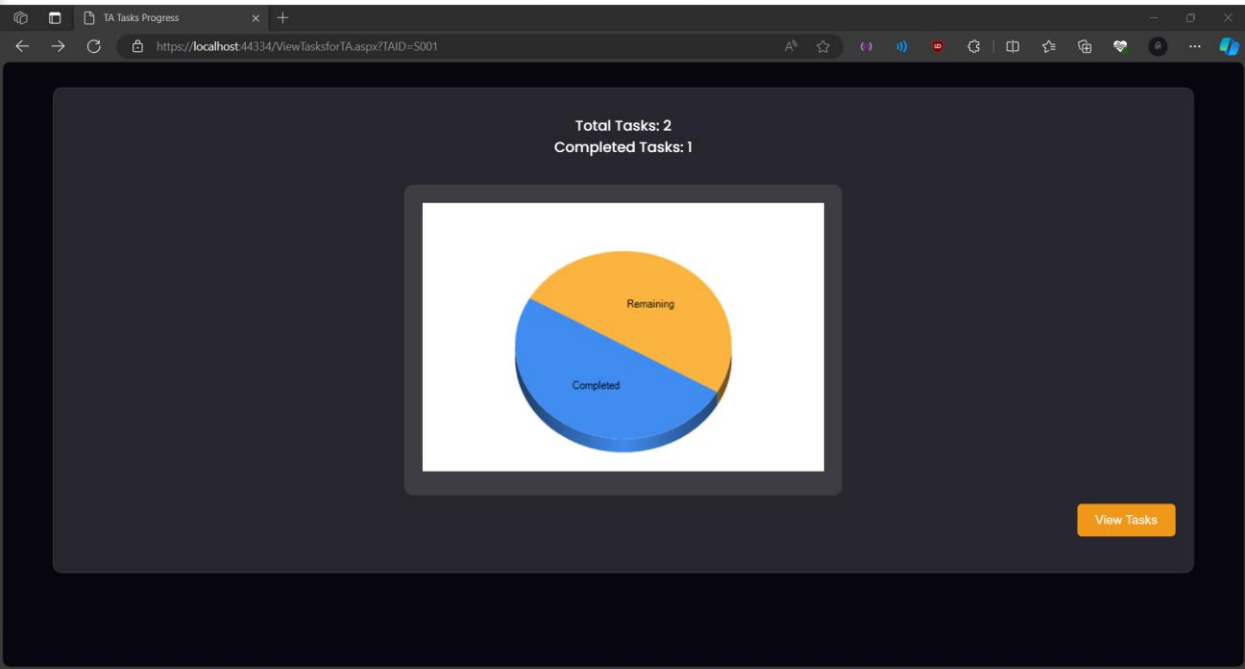 TA Tasks Progress
https://localhost:44334/ViewTasksforTA.aspx?TAID=S001
Total Tasks: 2
Completed Tasks: 1
Remaining
Completed
View Tasks